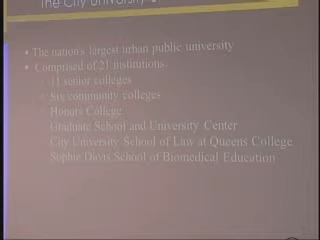 The City University
• The nation's largest urban public university
• Comprised of 21 institutions
11 senior colleges
Six community colleges
Honors College
Graduate School and University Center
City University School of Law at Queens College
Sophie Davis School of Biomedical Education